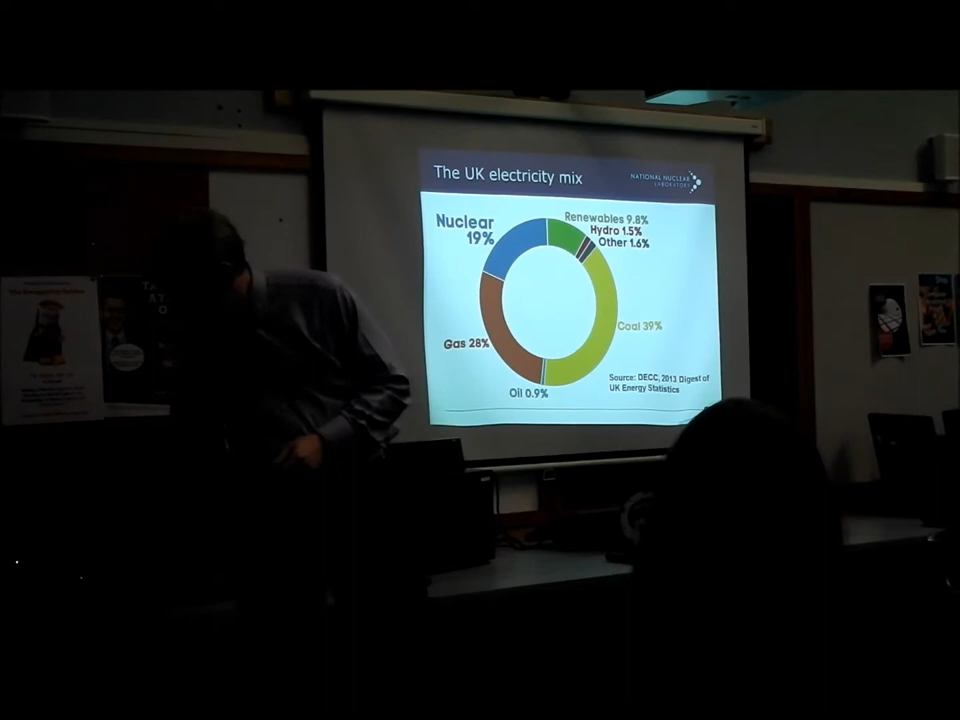 The UK electricity mix
NATIONAL NUCLEAR
LABORATORY
Nuclear
19%
Renewables 9.8%
Hydro 1.5%
Other 1.6%
Coal 39%
Gas 28%
Oil 0.9%
Source: DECC, 2013 Digest of
UK Energy Statistics